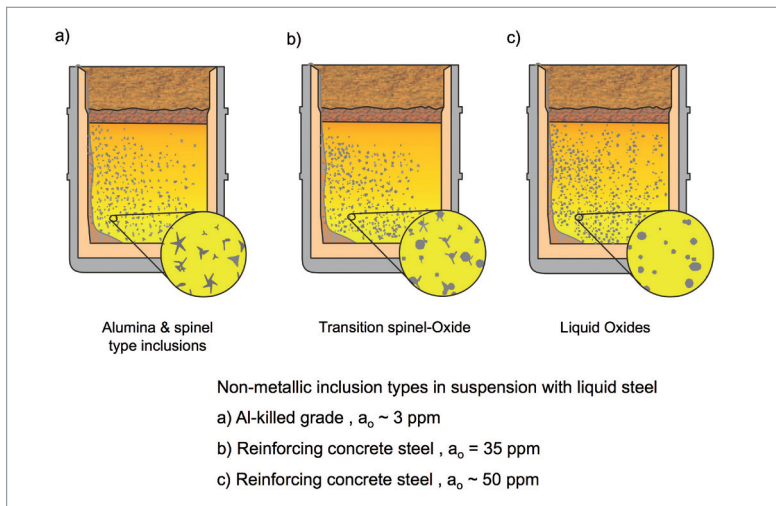 a)
b)
c)
Alumina & spinel
type inclusions
Transition spinel-Oxide
Liquid Oxides
Non-metallic inclusion types in suspension with liquid steel
a) Al-killed grade , aₒ ~ 3 ppm
b) Reinforcing concrete steel , aₒ = 35 ppm
c) Reinforcing concrete steel , aₒ ~ 50 ppm